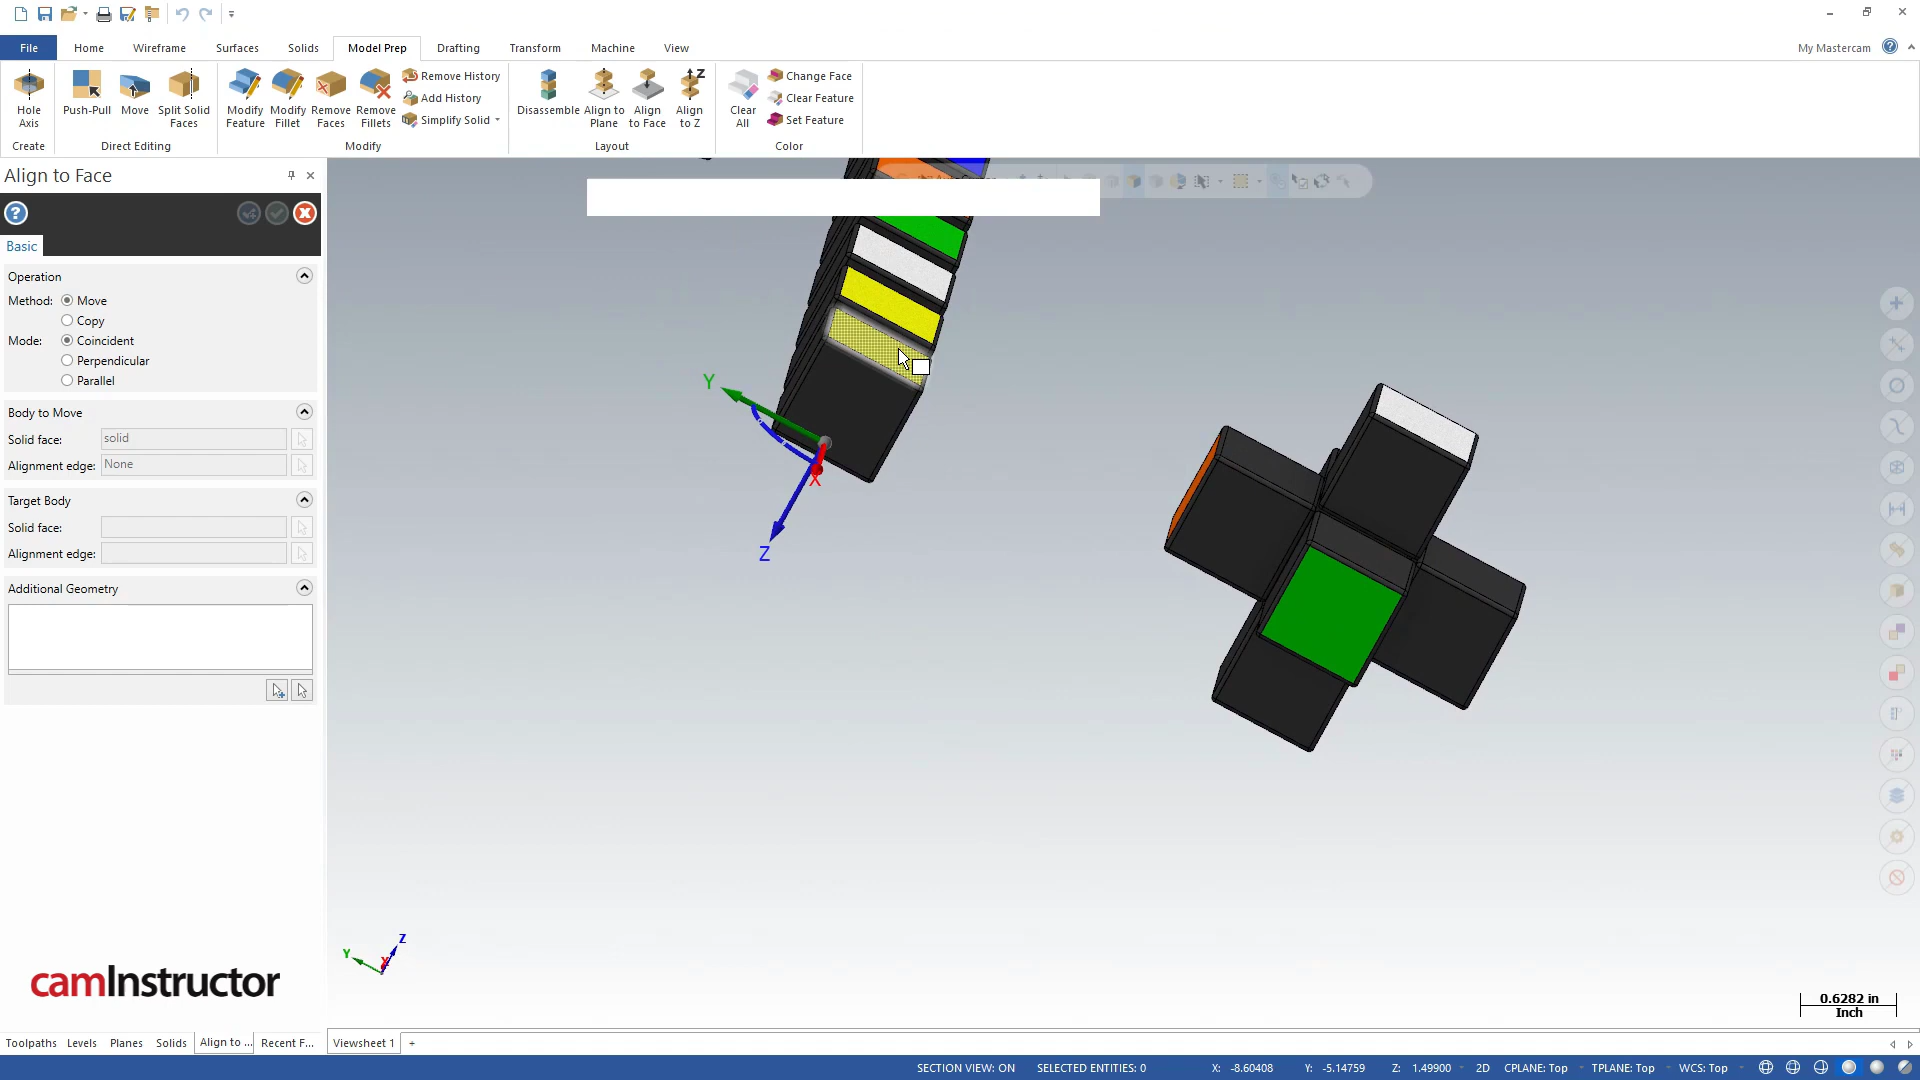 File
Home
Wireframe
Surfaces
Solids
Model Prep
Drafting
Transform
Machine
View
My Mastercam
Hole Axis
Push-Pull
Move
Split Solid Faces
Modify Feature
Modify Fillet
Remove Faces
Remove Fillets
Remove History
Add History
Simplify Solid
Disassemble
Align to Plane
Align to Face
Align to Z
Clear All
Change Face
Clear Feature
Set Feature
Create
Direct Editing
Modify
Layout
Color
Align to Face
Basic
Operation
Method: Move
Copy
Mode: Coincident
Perpendicular
Parallel
Body to Move
Solid face: solid
Alignment edge: None
Target Body
Solid face:
Alignment edge:
Additional Geometry
Y
X
Z
Y
Z
X
camInstructor
0.6282 in
Inch
Toolpaths
Levels
Planes
Solids
Align to ...
Recent F...
Viewsheet 1
+
SECTION VIEW: ON
SELECTED ENTITIES: 0
X: -8.60408
Y: -5.14759
Z: 1.49900
2D
CPLANE: Top
TPLANE: Top
WCS: Top